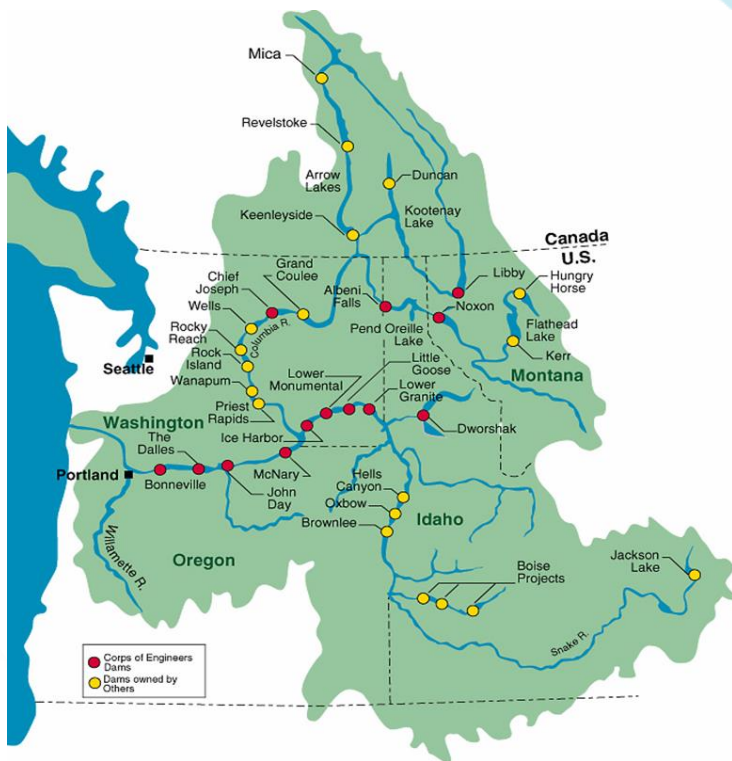 Mica
Revelstoke
Arrow
Lakes
Duncan
Kootenay
Lake
Keenleyside
Canada
U.S.
Grand
Coulee
Chief
Joseph
Albeni
Falls
Libby
Hungry
Horse
Noxon
Wells
Columbia R.
Pend Oreille
Lake
Flathead
Lake
Rocky
Reach
Kerr
Rock
Island
Seattle
Little
Goose
Lower
Monumental
Lower
Granite
Montana
Wanapum
Priest
Rapids
Washington
Ice Harbor
Dworshak
The
Dalles
Portland
Bonneville
McNary
John
Day
Hells
Canyon
Oxbow
Brownlee
Idaho
Willamette R.
Oregon
Boise
Projects
Jackson
Lake
Snake R.
Corps of Engineers
Dams
Dams owned by
Others